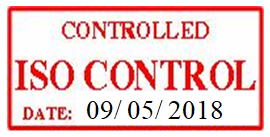 CONTROLLED
ISO CONTROL
DATE: 09/ 05/ 2018